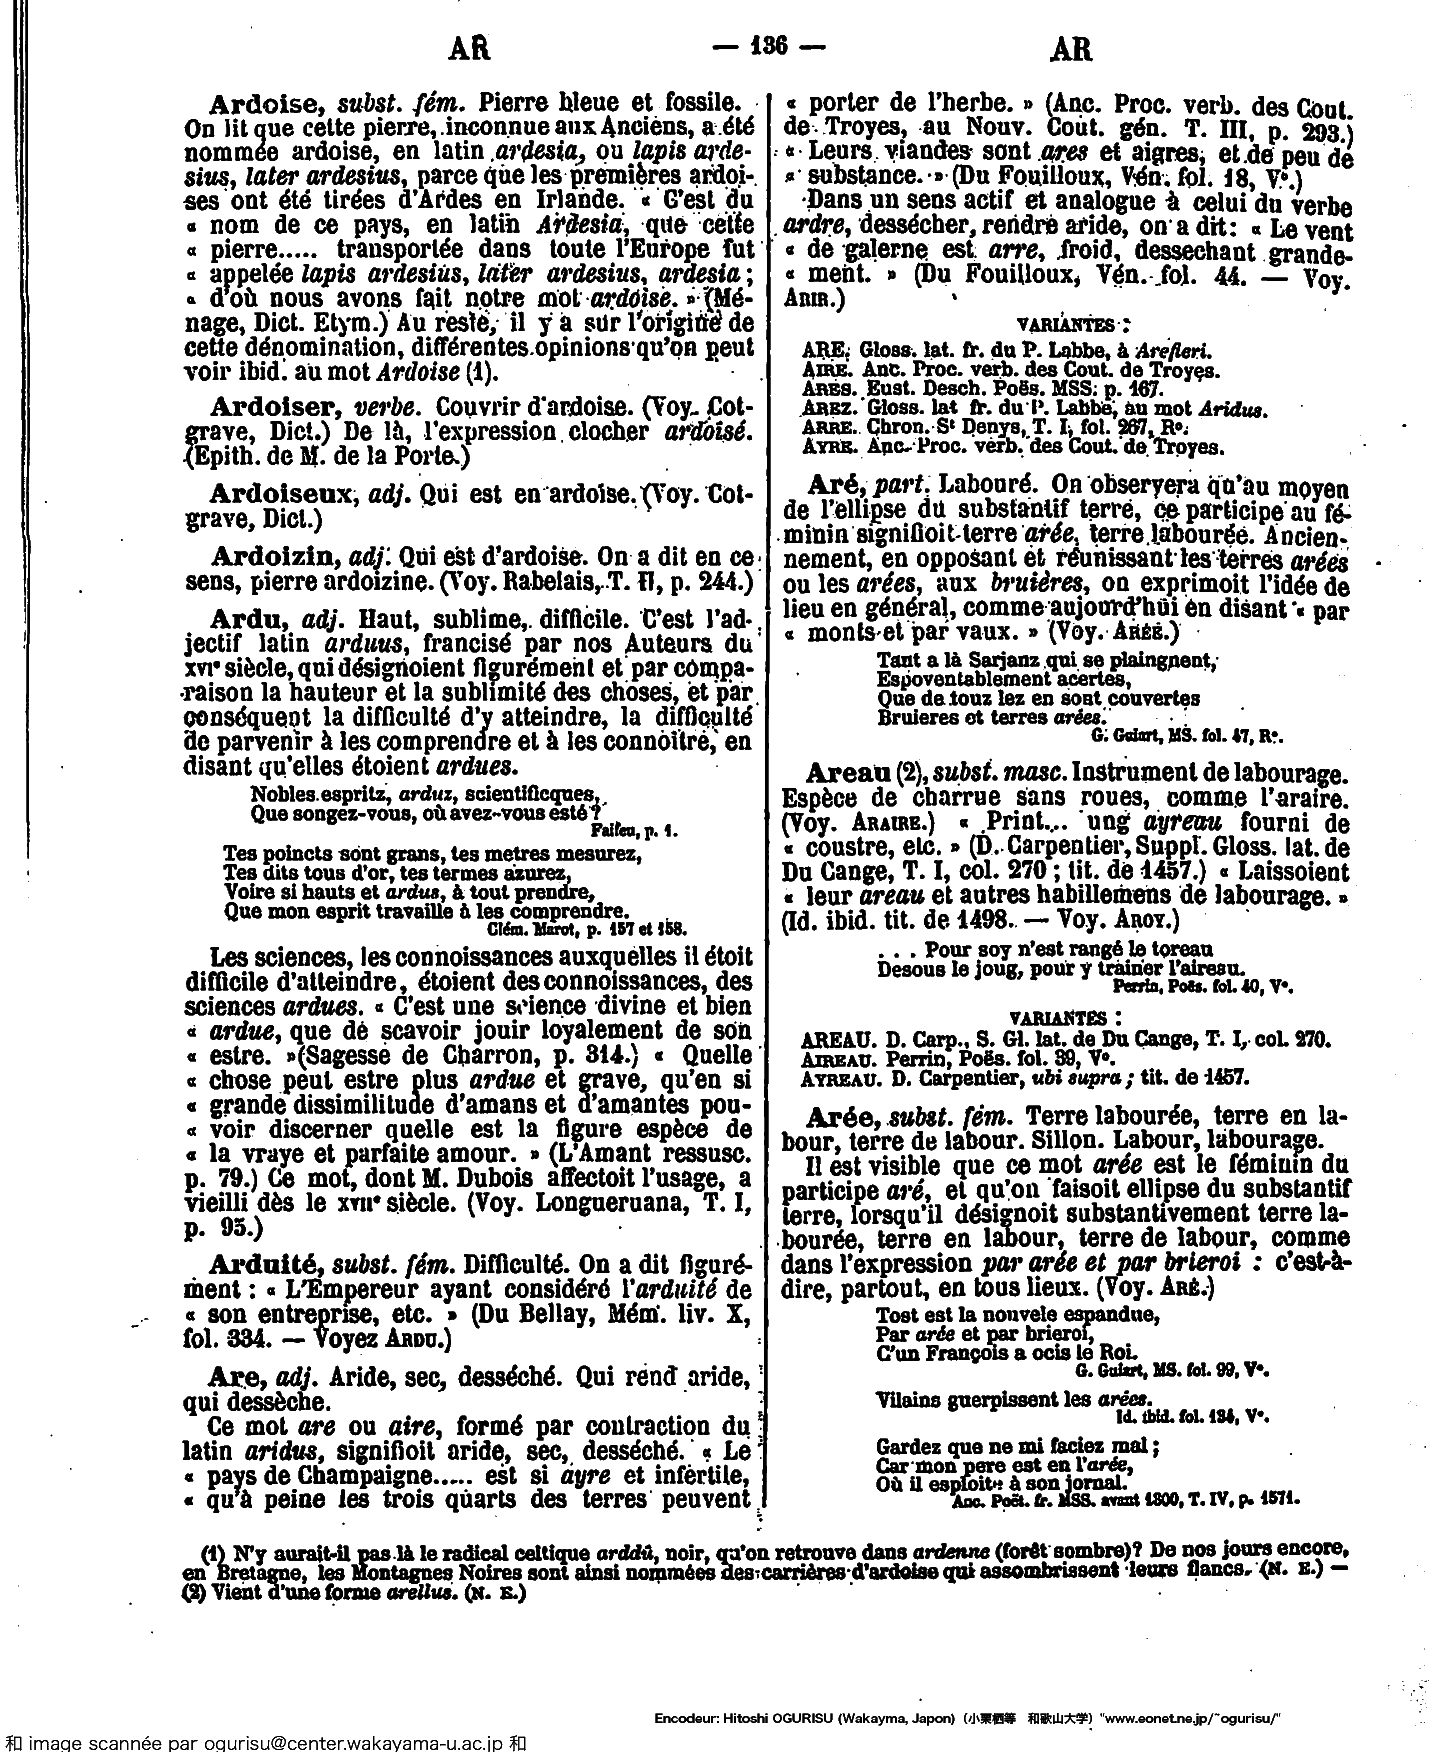 AR — 136 — AR
Ardoise, subst. fém. Pierre bleue et fossile.
On lit que cette pierre, inconnue aux Anciens, a été
nommée ardoise, en latin ardesia, ou lapis arde-
sius, later ardesius, parce que les premières ardoi-
ses ont été tirées d'Ardes en Irlande. « C'est du
« nom de ce pays, en latin Ardesia, que cette
« pierre..... transportée dans toute l'Europe fut
« appelée lapis ardesius, later ardesius, ardesia ;
« d'où nous avons fait notre mot ardoise. » (Mé-
nage, Dict. Etym.) Au reste, il y a sur l'origine de
cette dénomination, différentes opinions qu'on peut
voir ibid. au mot Ardoise (1).
Ardoiser, verbe. Couvrir d'ardoise. (Voy. Cot-
grave, Dict.) De là, l'expression clocher ardoisé.
(Epith. de M. de la Porte.)
Ardoiseux, adj. Qui est en ardoise. (Voy. Cot-
grave, Dict.)
Ardoizin, adj. Qui est d'ardoise. On a dit en ce
sens, pierre ardoizine. (Voy. Rabelais, T. II, p. 244.)
Ardu, adj. Haut, sublime, difficile. C'est l'ad-
jectif latin arduus, francisé par nos Auteurs du
XVIe siècle, qui désignoient figurément et par compa-
raison la hauteur et la sublimité des choses, et par
conséquent la difficulté d'y atteindre, la difficulté
de parvenir à les comprendre et à les connoître, en
disant qu'elles étoient ardues.
Nobles espritz, arduz, scientificques,
Que songez-vous, où avez-vous esté ?
Faifeu, p. 1.
Tes poincts sont grans, tes metres mesurez,
Tes dits tous d'or, tes termes azurez,
Voire si hauts et ardus, à tout prendre,
Que mon esprit travaille à les comprendre.
Clém. Marot, p. 157 et 158.
Les sciences, les connoissances auxquelles il étoit
difficile d'atteindre, étoient des connoissances, des
sciences ardues. « C'est une science divine et bien
« ardue, que de scavoir jouir loyalement de son
« estre. » (Sagesse de Charron, p. 314.) « Quelle
« chose peut estre plus ardue et grave, qu'en si
« grande dissimilitude d'amans et d'amantes pou-
« voir discerner quelle est la figure espèce de
« la vraye et parfaite amour. » (L'Amant ressusc.
p. 79.) Ce mot, dont M. Dubois affectoit l'usage, a
vieilli dès le XVIIe siècle. (Voy. Longueruana, T. I,
p. 95.)
Arduité, subst. fém. Difficulté. On a dit figuré-
ment : « L'Empereur ayant considéré l'arduité de
« son entreprise, etc. » (Du Bellay, Mém. liv. X,
fol. 334. — Voyez ARDU.)
Are, adj. Aride, sec, desséché. Qui rend aride,
qui dessèche.
Ce mot are ou aire, formé par contraction du
latin aridus, signifioit aride, sec, desséché. « Le
« pays de Champaigne..... est si ayre et infertile,
« qu'à peine les trois quarts des terres peuvent
« porter de l'herbe. » (Anc. Proc. verb. des Cout.
de Troyes, au Nouv. Cout. gén. T. III, p. 293.)
« Leurs viandes sont ares et aigres, et de peu de
« substance. » (Du Fouilloux, Vén. fol. 18, V°.)
Dans un sens actif et analogue à celui du verbe
ardre, dessécher, rendre aride, on a dit : « Le vent
« de galerne est arre, froid, dessechant grande-
« ment. » (Du Fouilloux, Vén. fol. 44. — Voy.
ARIR.)
VARIANTES :
ARE. Gloss. lat. fr. du P. Labbe, à Arefieri.
AIRE. Anc. Proc. verb. des Cout. de Troyes.
ARES. Eust. Desch. Poës. MSS. p. 167.
AREZ. Gloss. lat fr. du P. Labbe, au mot Aridus.
ARRE. Chron. St Denys, T. I, fol. 267, R°.
AYRE. Anc. Proc. verb. des Cout. de Troyes.
Aré, part. Labouré. On observera qu'au moyen
de l'ellipse du substantif terre, ce participe au fé-
minin signifioit terre arée, terre labourée. Ancien-
nement, en opposant et réunissant les terres arées
ou les arées, aux bruières, on exprimoit l'idée de
lieu en général, comme aujourd'hui en disant « par
« monts et par vaux. » (Voy. ARÉE.)
Tant a là Sarjanz qui se plaingnent,
Espoventablement acertes,
Que de touz lez en sont couvertes
Bruieres et terres arées.
G. Guiart, MS. fol. 47, R°.
Areau (2), subst. masc. Instrument de labourage.
Espèce de charrue sans roues, comme l'araire.
(Voy. ARAIRE.) « Print... ung ayreau fourni de
« coustre, etc. » (D. Carpentier, Suppl. Gloss. lat. de
Du Cange, T. I, col. 270 ; tit. de 1457.) « Laissoient
« leur areau et autres habillemens de labourage. »
(Id. ibid. tit. de 1498. — Voy. AROY.)
. . . Pour soy n'est rangé le toreau
Desous le joug, pour y trainer l'aireau.
Perrin, Poës. fol. 40, V°.
VARIANTES :
AREAU. D. Carp., S. Gl. lat. de Du Cange, T. I, col. 270.
AIREAU. Perrin, Poës. fol. 39, V°.
AYREAU. D. Carpentier, ubi supra ; tit. de 1457.
Arée, subst. fém. Terre labourée, terre en la-
bour, terre de labour. Sillon. Labour, labourage.
Il est visible que ce mot arée est le féminin du
participe aré, et qu'on faisoit ellipse du substantif
terre, lorsqu'il désignoit substantivement terre la-
bourée, terre en labour, terre de labour, comme
dans l'expression par arée et par brieroi : c'est-à-
dire, partout, en tous lieux. (Voy. ARÉ.)
Tost est la nouvele espandue,
Par arée et par brieroi,
C'un François a ocis le Roi.
G. Guiart, MS. fol. 99, V°.
Vilains guerpissent les arées.
Id. ibid. fol. 134, V°.
Gardez que ne mi faciez mal ;
Car mon pere est en l'arée,
Où il esploite à son jornal.
Anc. Poët. fr. MSS. avant 1300, T. IV, p. 1571.
(1) N'y aurait-il pas là le radical celtique arddû, noir, qu'on retrouve dans ardenne (forêt sombre)? De nos jours encore,
en Bretagne, les Montagnes Noires sont ainsi nommées des carrières d'ardoise qui assombrissent leurs flancs. (N. E.) —
(2) Vient d'une forme arellus. (N. E.)
Encodeur: Hitoshi OGURISU (Wakayma, Japon) (小栗栖等 和歌山大学) "www.eonet.ne.jp/~ogurisu/"
和 image scannée par ogurisu@center.wakayama-u.ac.jp 和